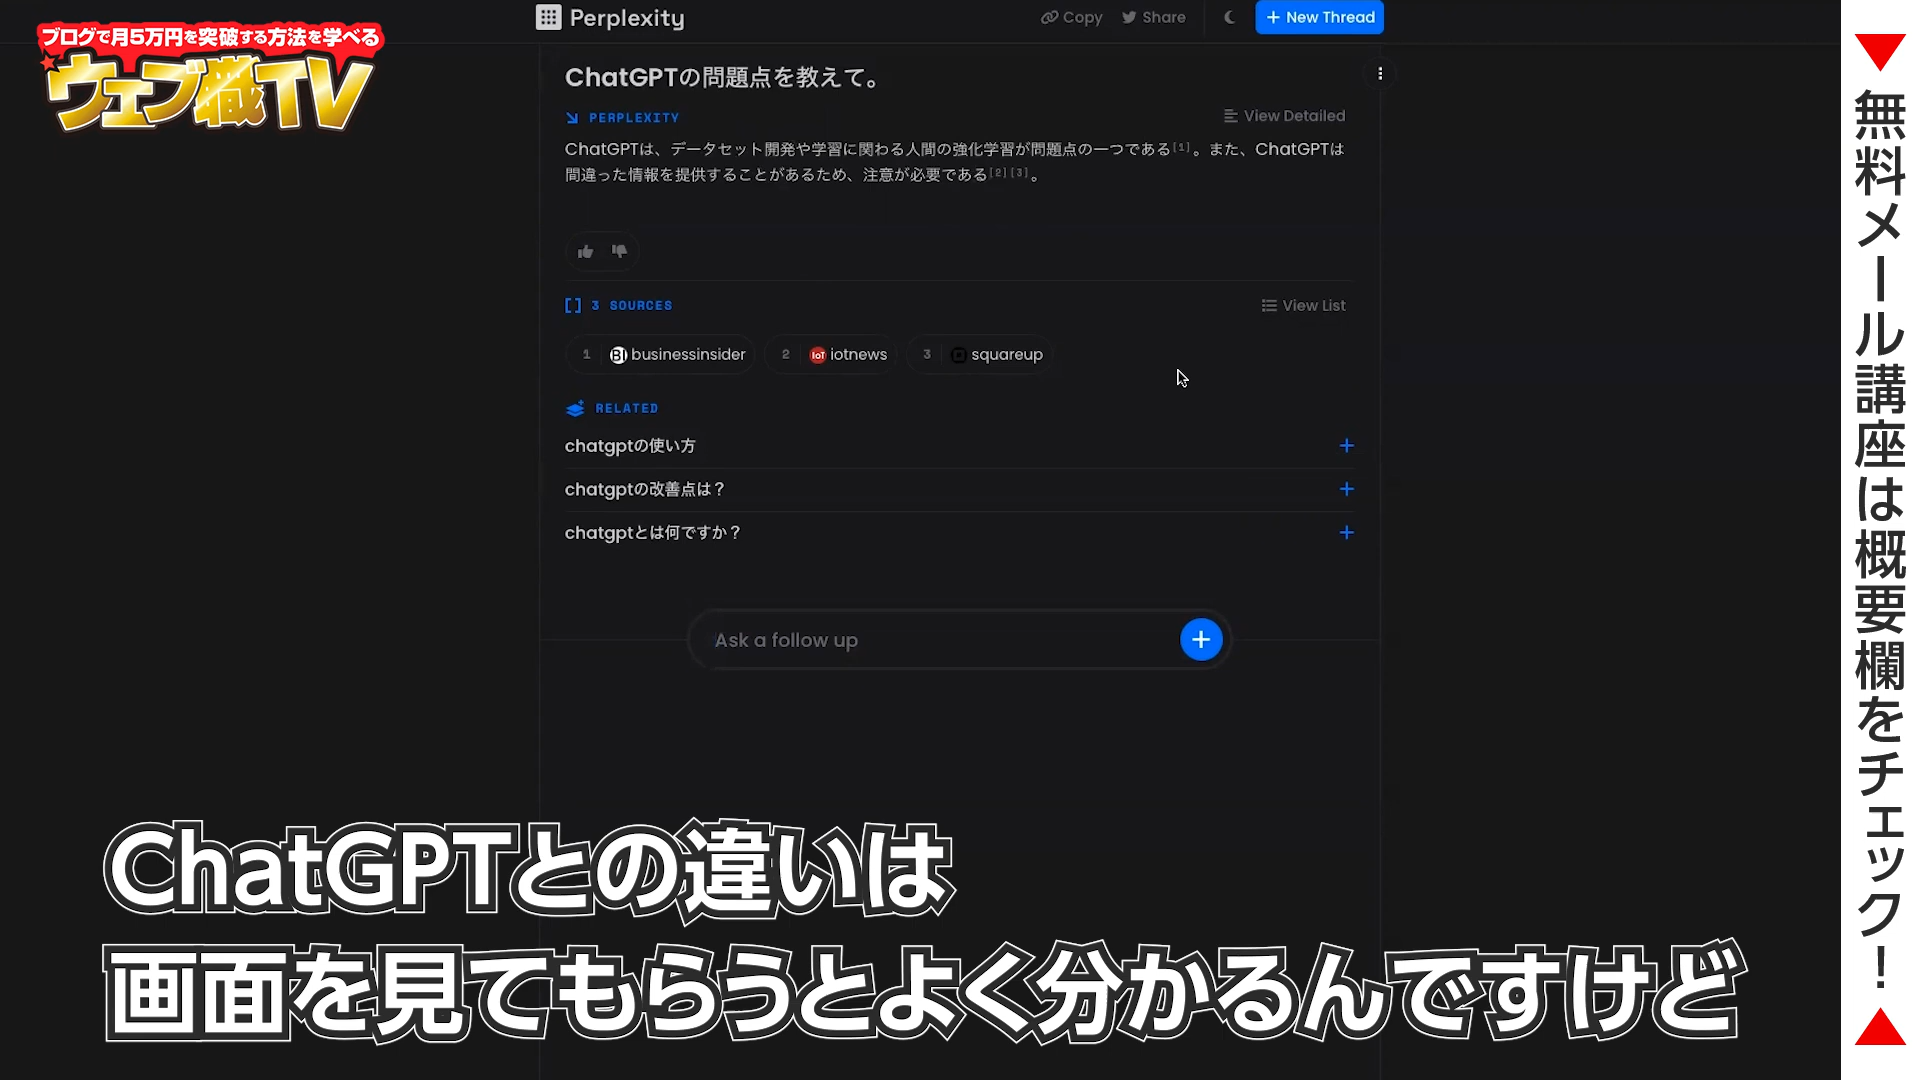 ブログで月5万円を突破する方法を学べる
ウェブ職TV
Perplexity
Copy
Share
New Thread
ChatGPTの問題点を教えて。
PERPLEXITY
View Detailed
ChatGPTは、データセット開発や学習に関わる人間の強化学習が問題点の一つである[1]。また、ChatGPTは
間違った情報を提供することがあるため、注意が必要である[2][3]。
3 SOURCES
View List
1 BI businessinsider
2 IoT iotnews
3 squareup
RELATED
chatgptの使い方
chatgptの改善点は？
chatgptとは何ですか？
Ask a follow up
ChatGPTとの違いは
画面を見てもらうとよく分かるんですけど
無料メール講座は概要欄をチェック！